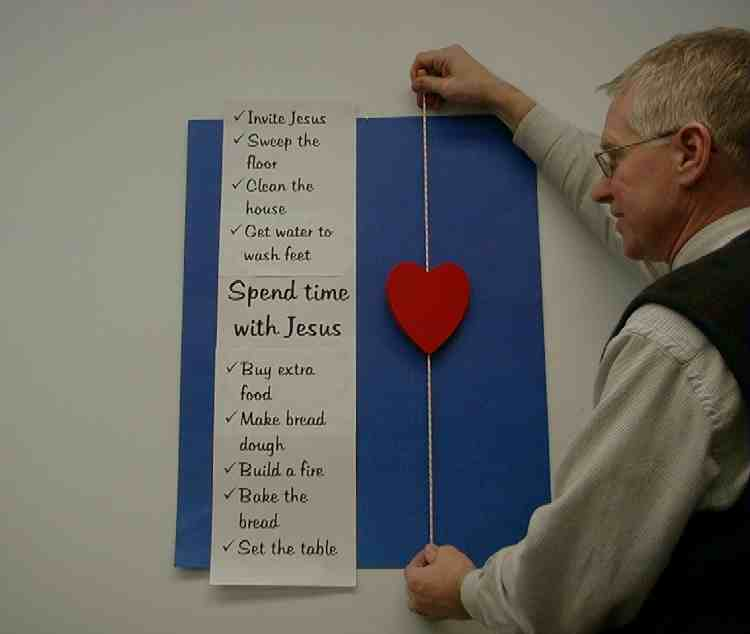 ✓ Invite Jesus
✓ Sweep the
floor
✓ Clean the
house
✓ Get water to
wash feet
Spend time
with Jesus
✓ Buy extra
food
✓ Make bread
dough
✓ Build a fire
✓ Bake the
bread
✓ Set the table